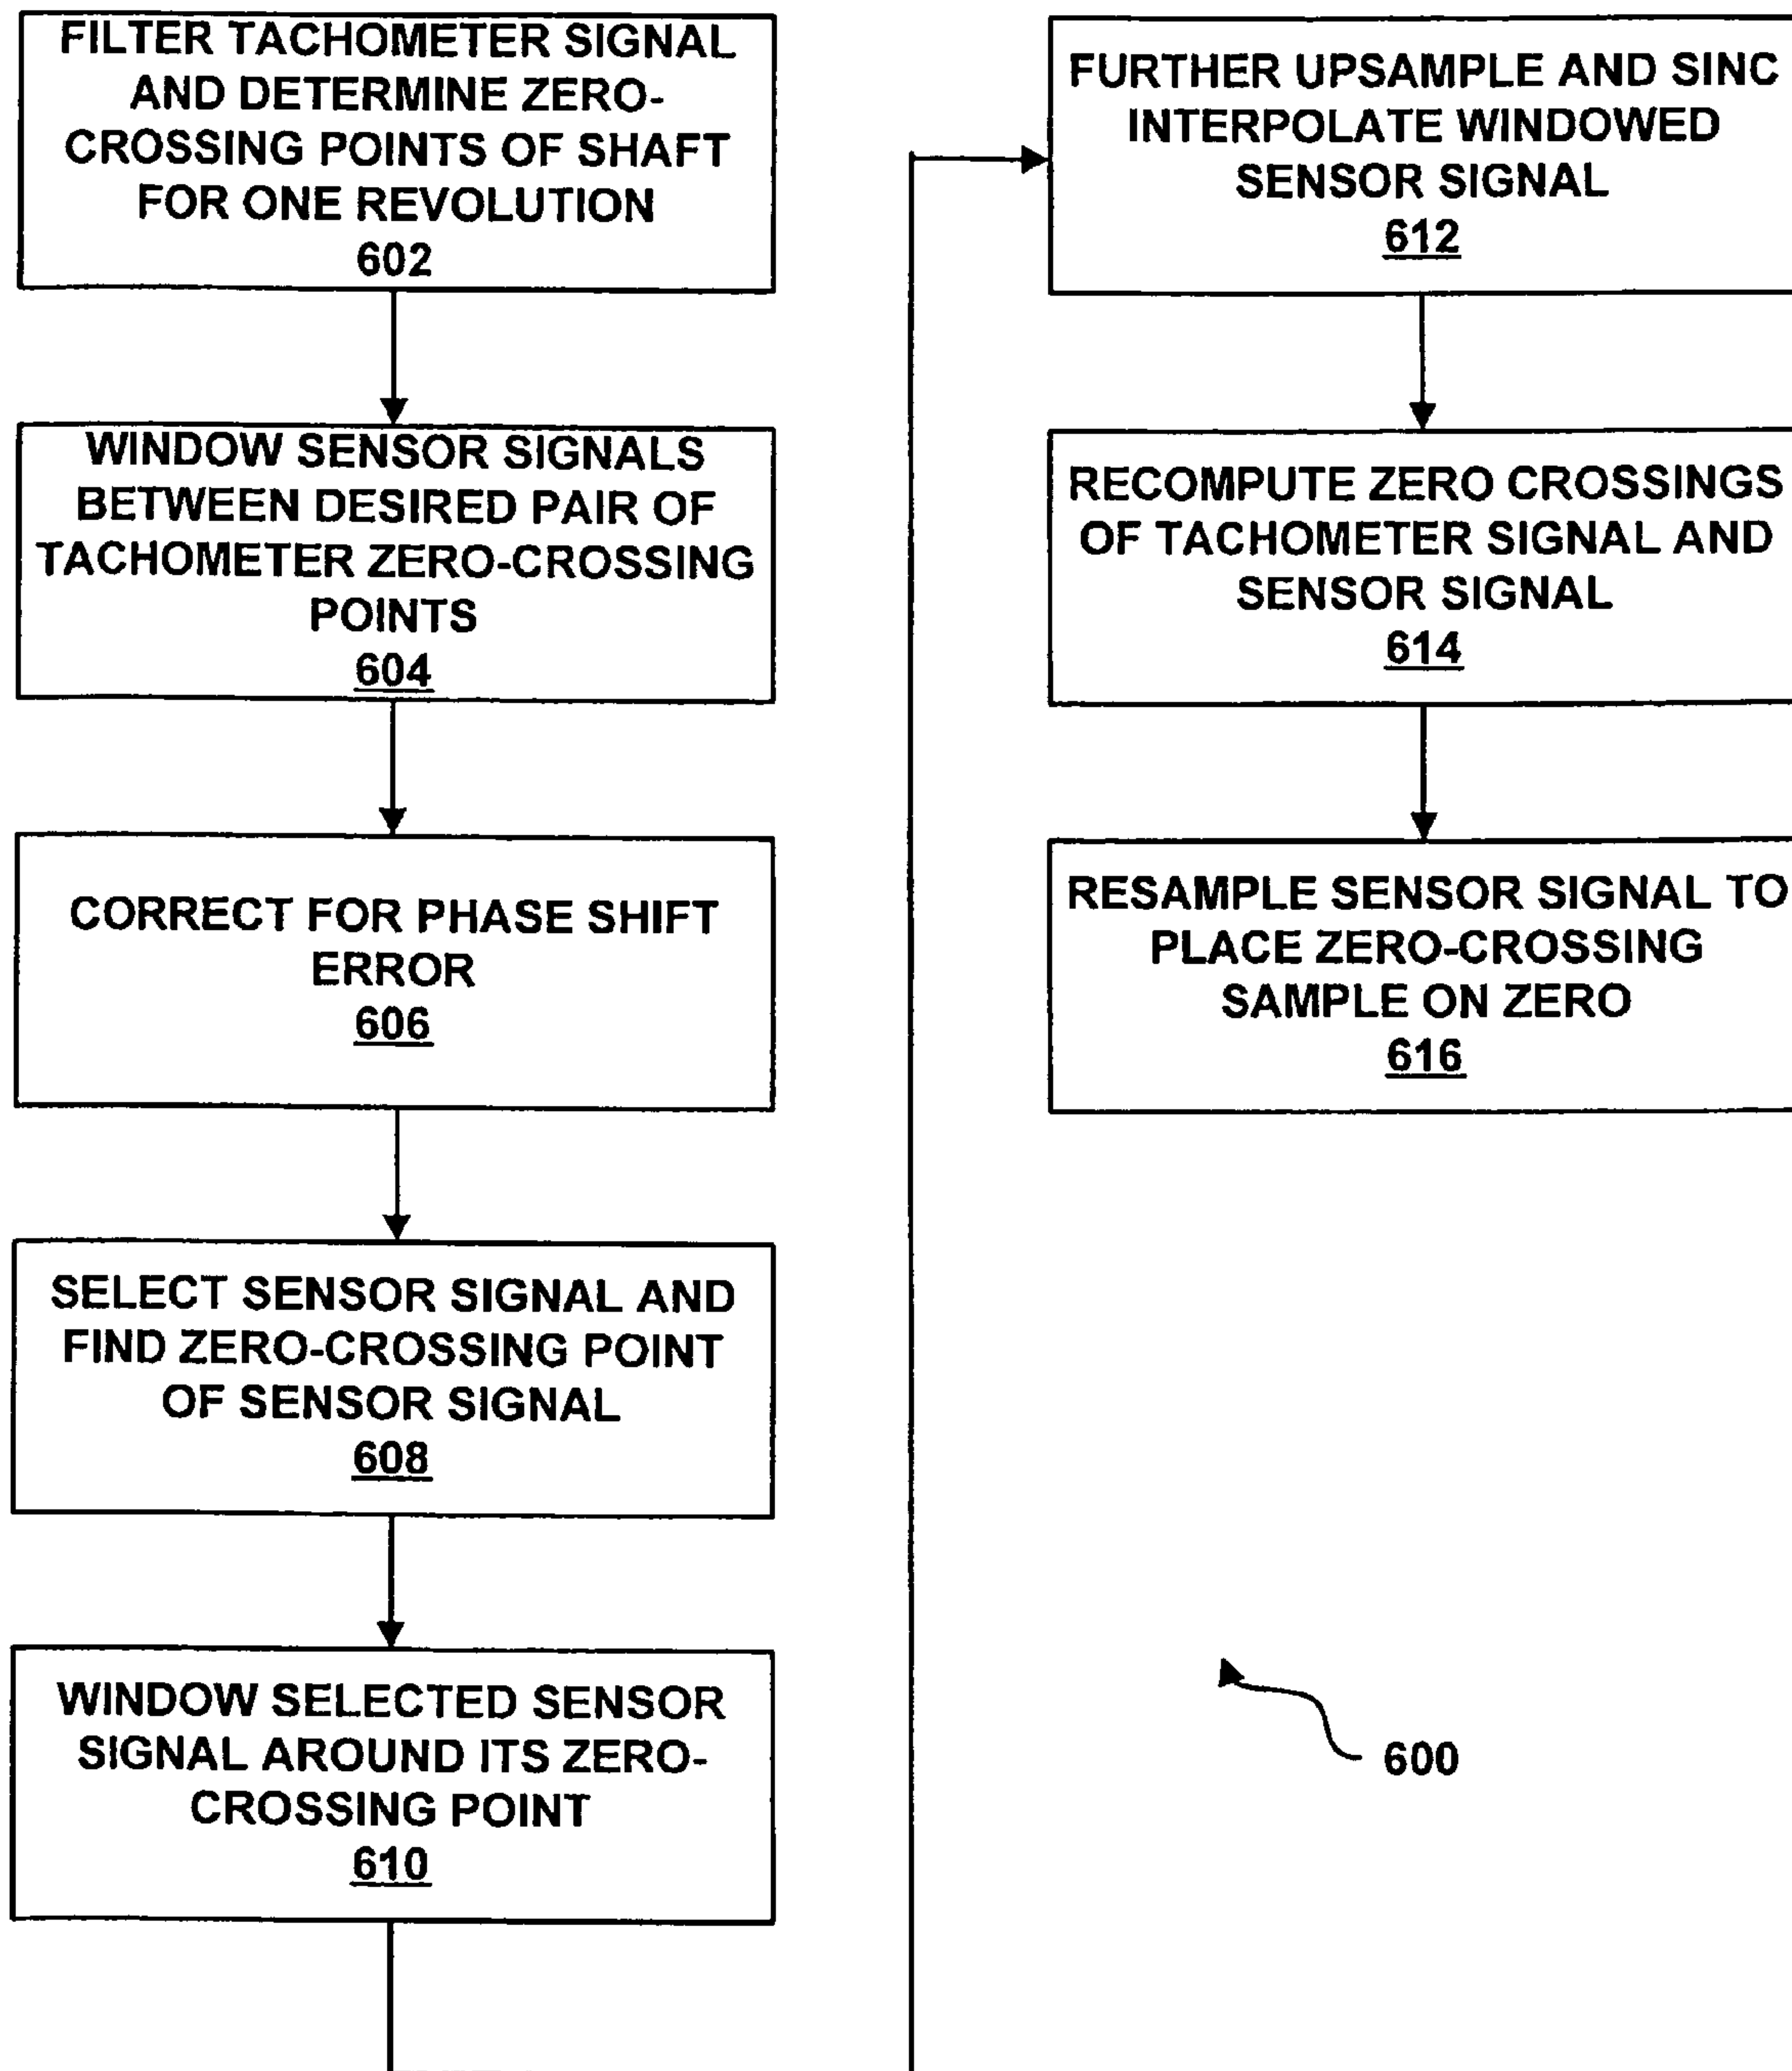 FILTER TACHOMETER SIGNAL
AND DETERMINE ZERO-
CROSSING POINTS OF SHAFT
FOR ONE REVOLUTION
602
WINDOW SENSOR SIGNALS
BETWEEN DESIRED PAIR OF
TACHOMETER ZERO-CROSSING
POINTS
604
CORRECT FOR PHASE SHIFT
ERROR
606
SELECT SENSOR SIGNAL AND
FIND ZERO-CROSSING POINT
OF SENSOR SIGNAL
608
WINDOW SELECTED SENSOR
SIGNAL AROUND ITS ZERO-
CROSSING POINT
610
FURTHER UPSAMPLE AND SINC
INTERPOLATE WINDOWED
SENSOR SIGNAL
612
RECOMPUTE ZERO CROSSINGS
OF TACHOMETER SIGNAL AND
SENSOR SIGNAL
614
RESAMPLE SENSOR SIGNAL TO
PLACE ZERO-CROSSING
SAMPLE ON ZERO
616
600